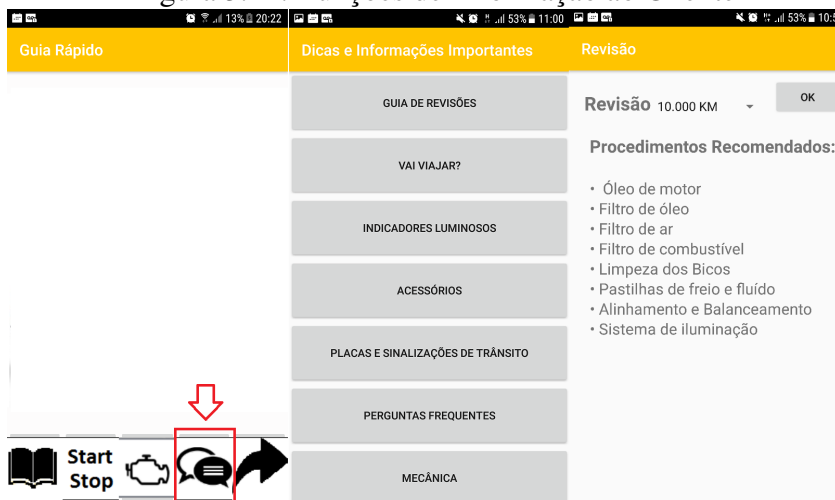 13% 20:22
Guia Rápido
Start
Stop
53% 11:00
Dicas e Informações Importantes
GUIA DE REVISÕES
VAI VIAJAR?
INDICADORES LUMINOSOS
ACESSÓRIOS
PLACAS E SINALIZAÇÕES DE TRÂNSITO
PERGUNTAS FREQUENTES
MECÂNICA
53%
Revisão
Revisão 10.000 KM OK
Procedimentos Recomendados:
• Óleo de motor
• Filtro de óleo
• Filtro de ar
• Filtro de combustível
• Limpeza dos Bicos
• Pastilhas de freio e fluído
• Alinhamento e Balanceamento
• Sistema de iluminação